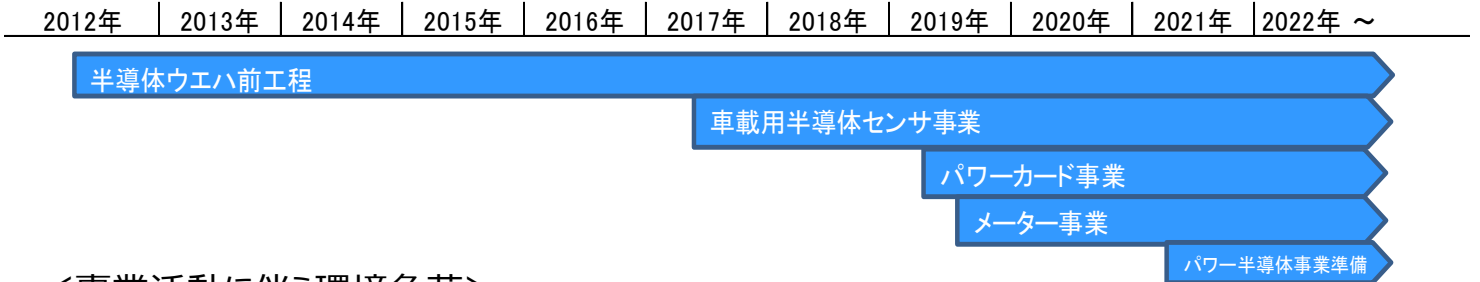 2012年 2013年 2014年 2015年 2016年 2017年 2018年 2019年 2020年 2021年 2022年 ～
半導体ウエハ前工程
車載用半導体センサ事業
パワーカード事業
メーター事業
パワー半導体事業準備